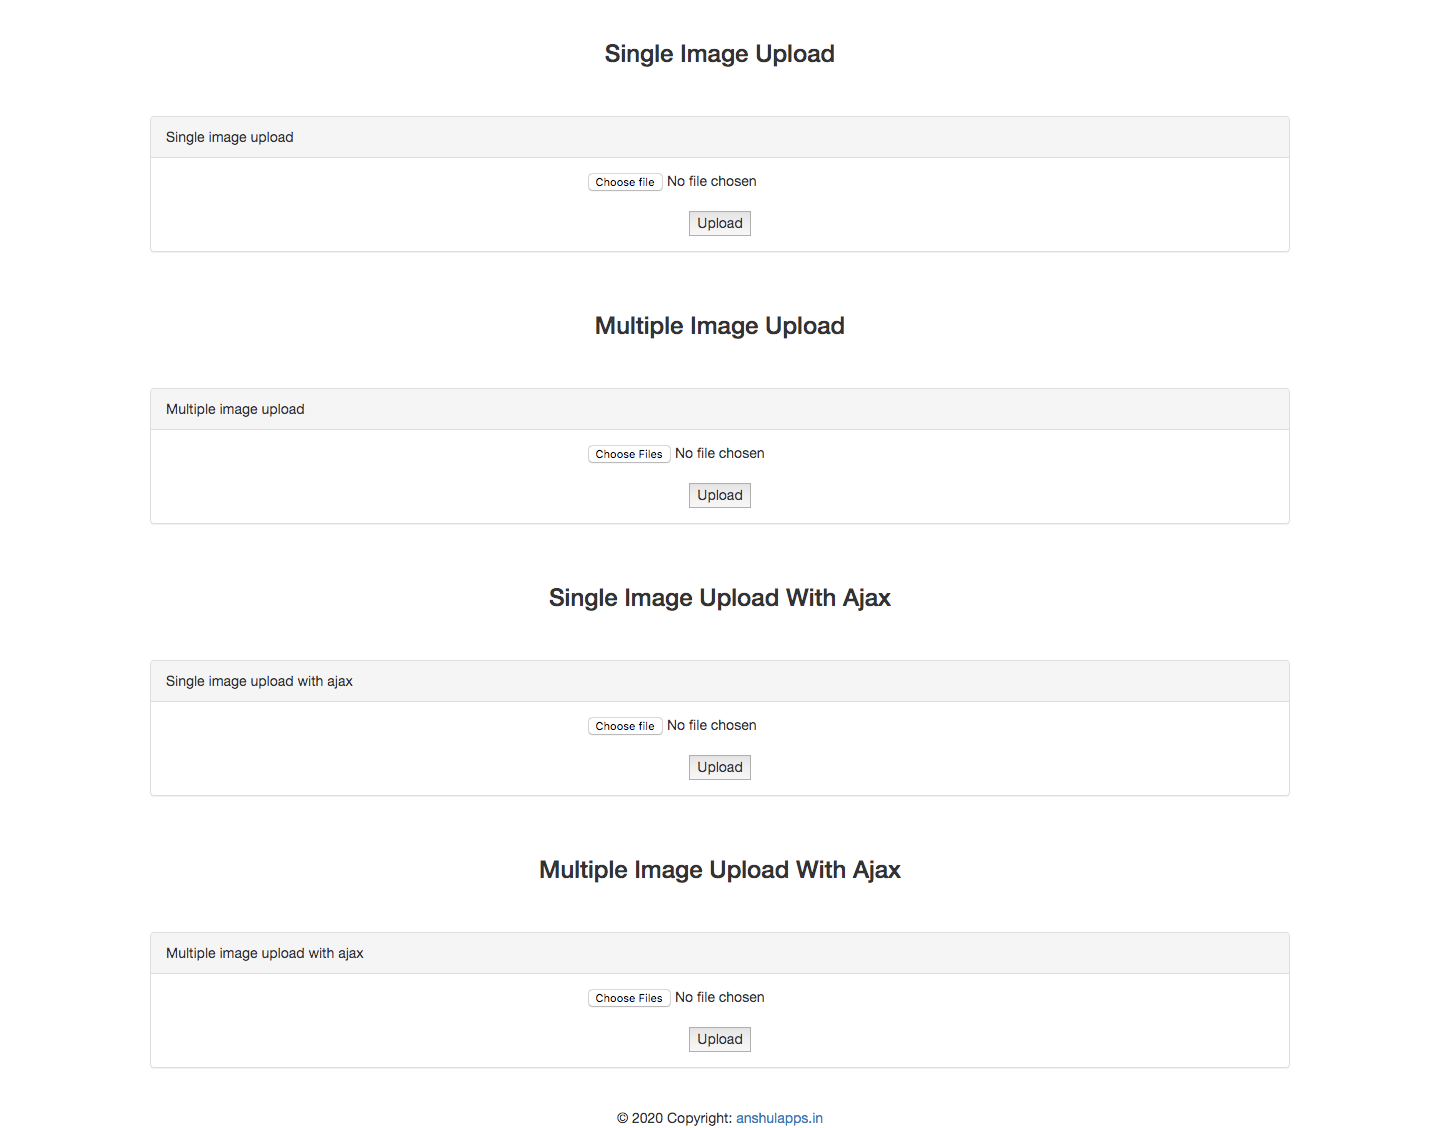 Single Image Upload
Single image upload
Choose file No file chosen
Upload
Multiple Image Upload
Multiple image upload
Choose Files No file chosen
Upload
Single Image Upload With Ajax
Single image upload with ajax
Choose file No file chosen
Upload
Multiple Image Upload With Ajax
Multiple image upload with ajax
Choose Files No file chosen
Upload
© 2020 Copyright: anshulapps.in